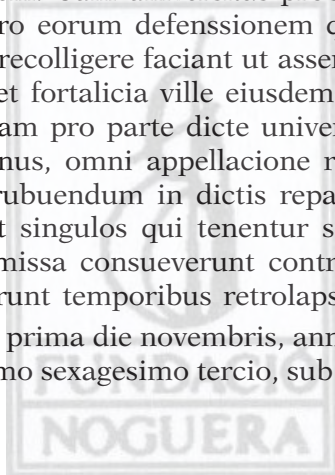 ro eorum defenssionem
recolligere faciant ut asser
et fortalicia ville eiusdem
am pro parte dicte univer
nus, omni appellacione r
rubuendum in dictis repa
t singulos qui tenentur s
missa consueverunt contr
runt temporibus retrolaps
prima die novembris, ann
mo sexagesimo tercio, sub
FUNDACIÓ
NOGUERA